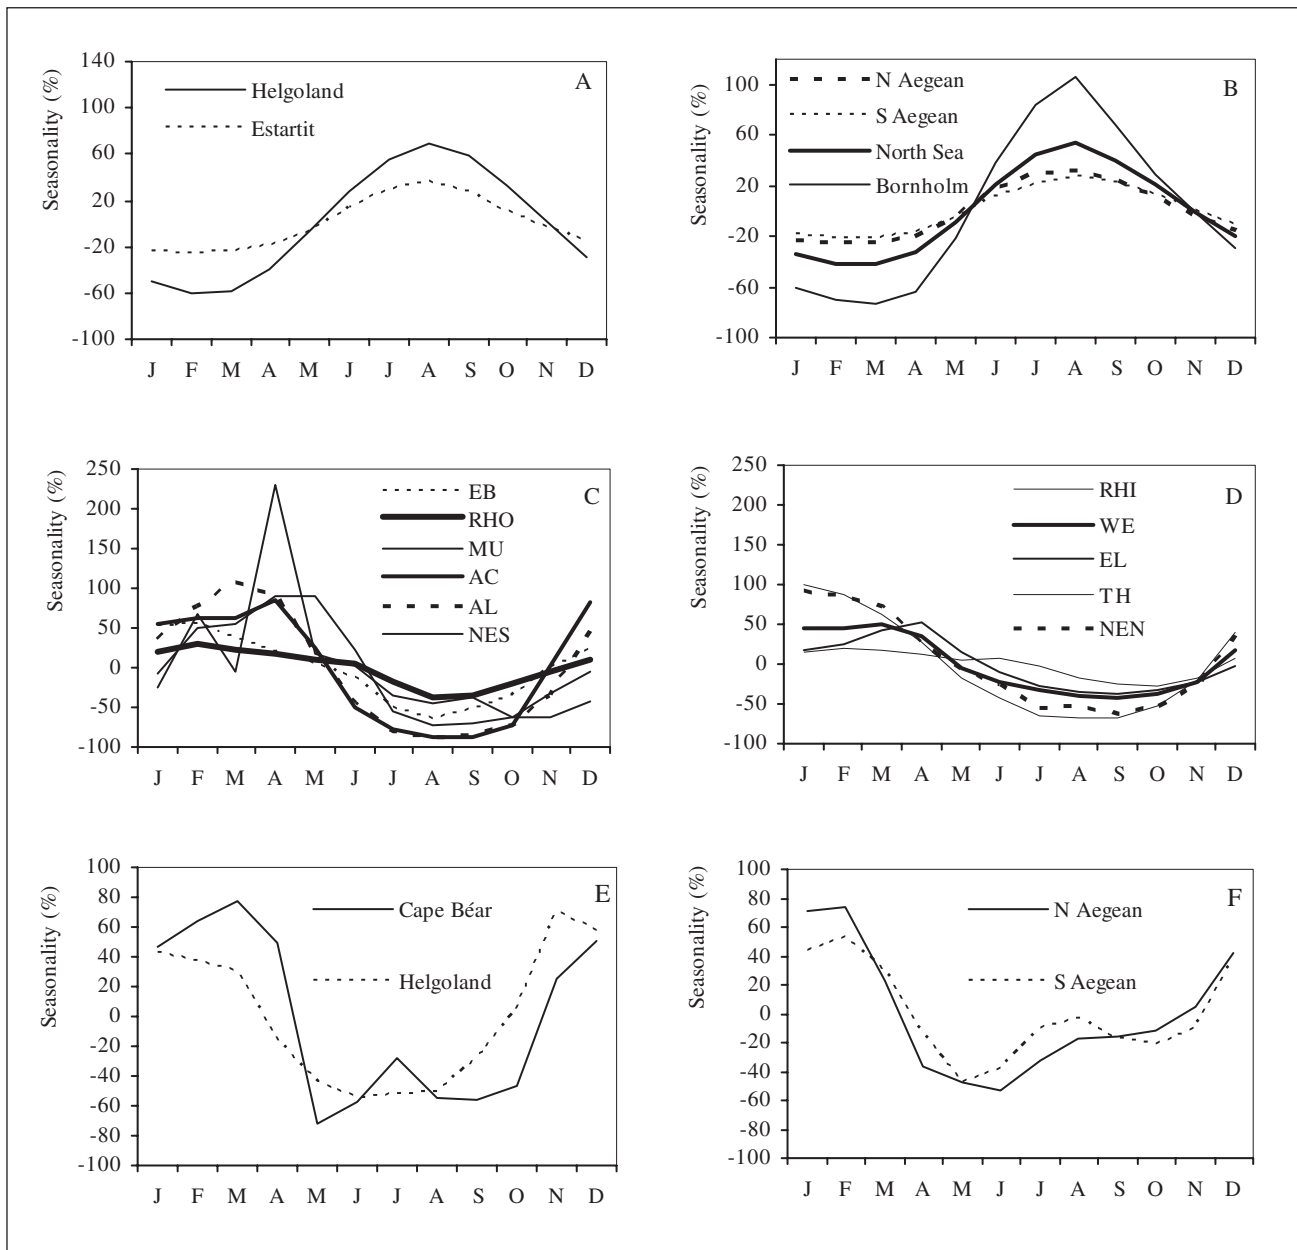 A
Seasonality (%)
140
100
60
20
-20
-60
-100
Helgoland
Estartit
J F M A M J J A S O N D
B
Seasonality (%)
100
60
20
-20
-60
-100
N Aegean
S Aegean
North Sea
Bornholm
J F M A M J J A S O N D
C
Seasonality (%)
250
200
150
100
50
0
-50
-100
EB
RHO
MU
AC
AL
NES
J F M A M J J A S O N D
D
Seasonality (%)
250
200
150
100
50
0
-50
-100
RHI
WE
EL
TH
NEN
J F M A M J J A S O N D
E
Seasonality (%)
100
80
60
40
20
0
-20
-40
-60
-80
-100
Cape Béar
Helgoland
J F M A M J J A S O N D
F
Seasonality (%)
100
80
60
40
20
0
-20
-40
-60
-80
-100
N Aegean
S Aegean
J F M A M J J A S O N D